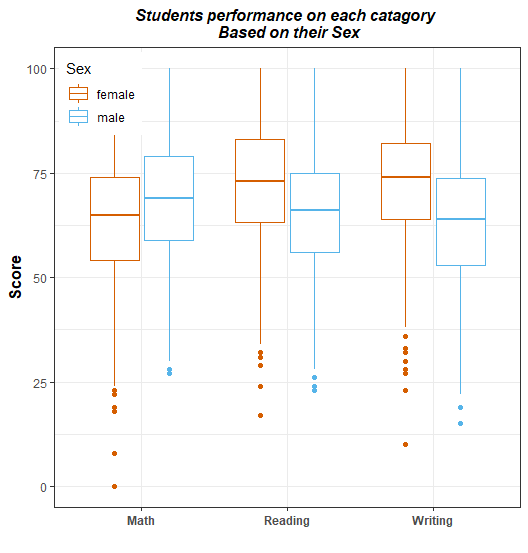 Students performance on each catagory
Based on their Sex
Score
100
75
50
25
0
Sex
female
male
Math Reading Writing